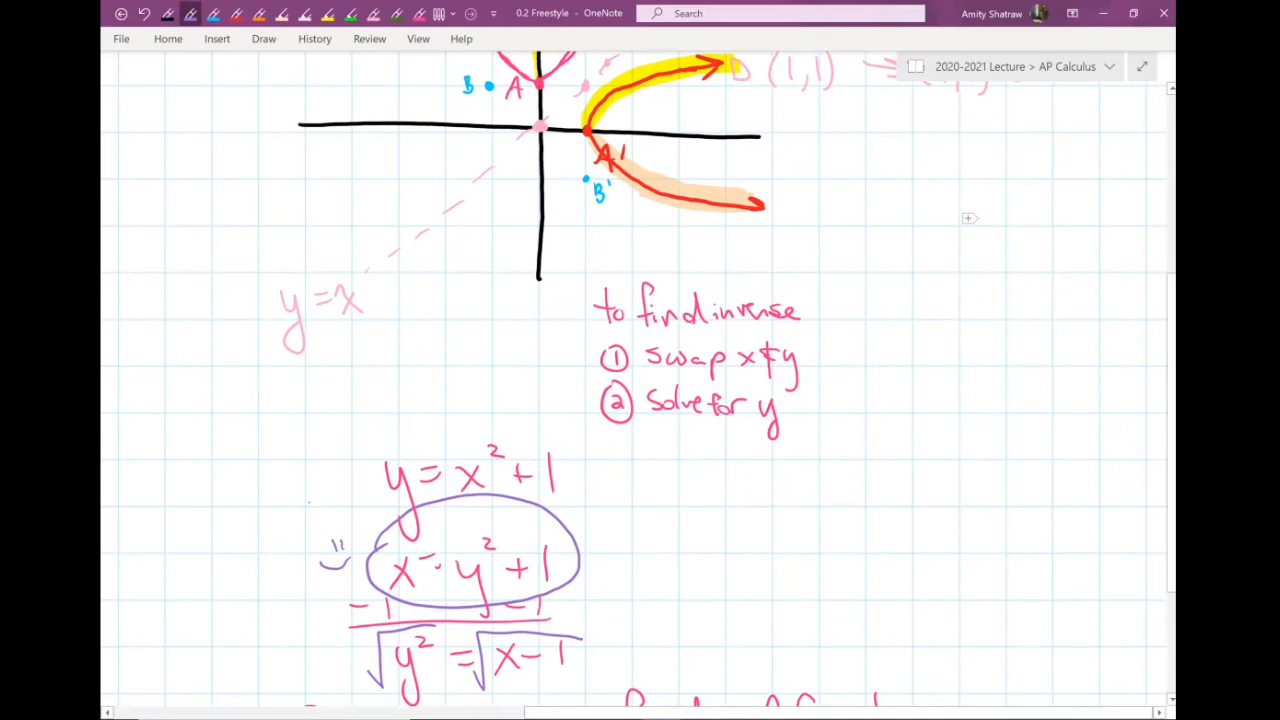 0.2 Freestyle - OneNote
Search
Amity Shatraw
File Home Insert Draw History Review View Help
2020-2021 Lecture > AP Calculus
B A
D (1,1)
A'
B'
y = x
to find inverse
① swap x & y
② Solve for y
y = x² + 1
x = y² + 1
-1 -1
√y² = √x-1